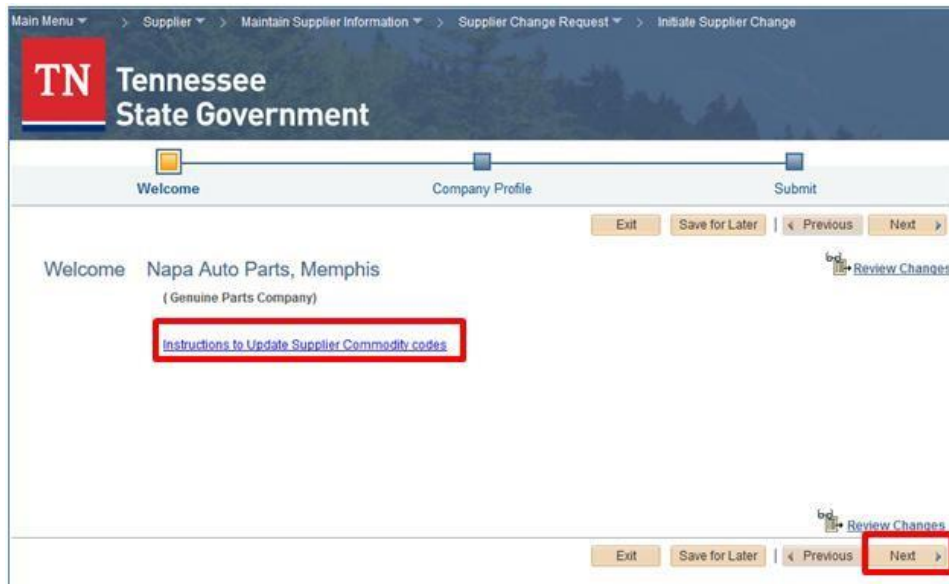 Main Menu > Supplier > Maintain Supplier Information > Supplier Change Request > Initiate Supplier Change
TN Tennessee
State Government
Welcome Company Profile Submit
Exit Save for Later | Previous Next
Welcome Napa Auto Parts, Memphis Review Changes
( Genuine Parts Company)
Instructions to Update Supplier Commodity codes
Review Changes
Exit Save for Later | Previous Next